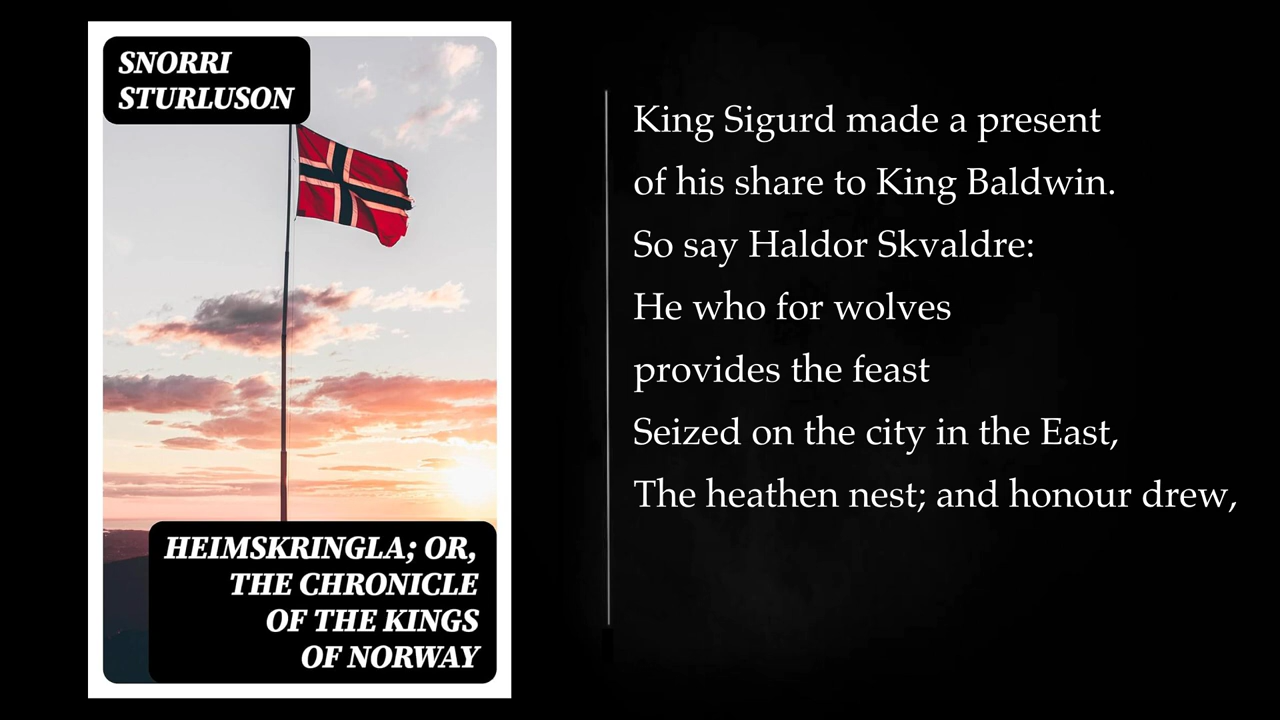 SNORRI
STURLUSON
HEIMSKRINGLA; OR,
THE CHRONICLE
OF THE KINGS
OF NORWAY
King Sigurd made a present
of his share to King Baldwin.
So say Haldor Skvaldre:
He who for wolves
provides the feast
Seized on the city in the East,
The heathen nest; and honour drew,